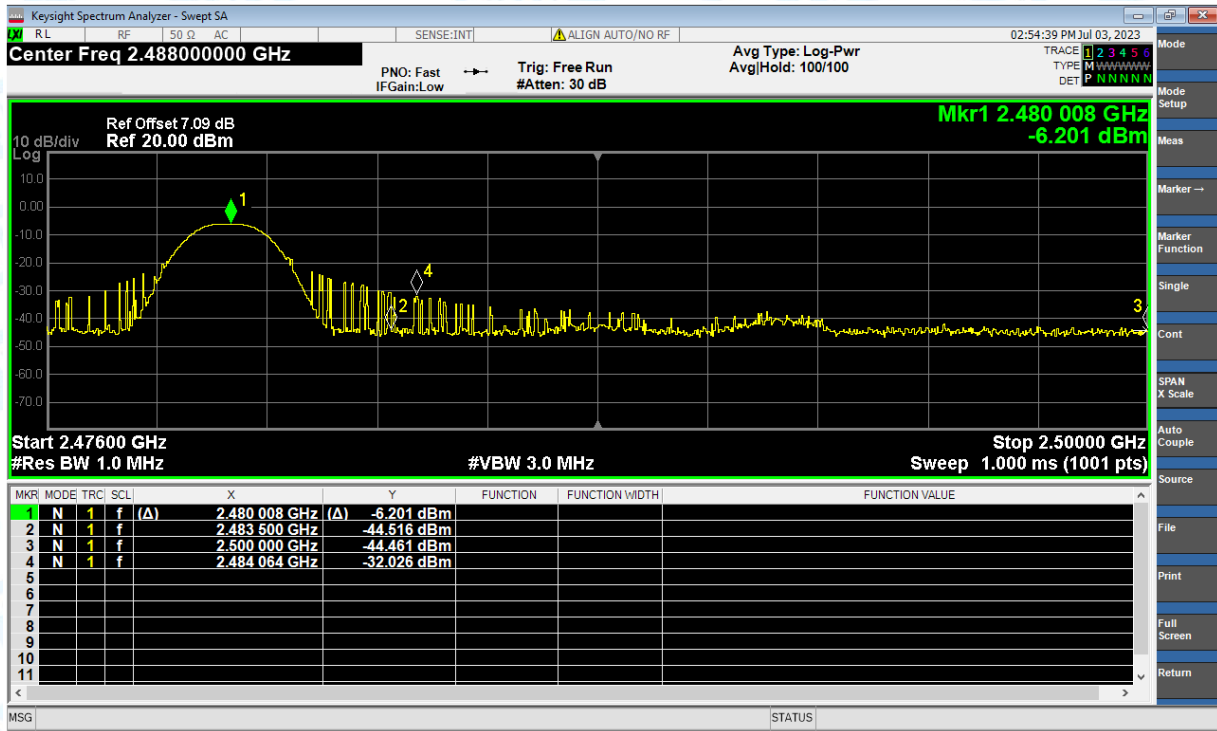 Keysight Spectrum Analyzer - Swept SA
LXI RL RF 50 Ω AC SENSE:INT ALIGN AUTO/NO RF 02:54:39 PM Jul 03, 2023
Center Freq 2.488000000 GHz
PNO: Fast
IFGain:Low
Trig: Free Run
#Atten: 30 dB
Avg Type: Log-Pwr
Avg|Hold: 100/100
TRACE 1 2 3 4 5 6
TYPE M WWWWW
DET P N N N N N
Mkr1 2.480 008 GHz
-6.201 dBm
Ref Offset 7.09 dB
10 dB/div Ref 20.00 dBm
Log
10.0
0.00
-10.0
-20.0
-30.0
-40.0
-50.0
-60.0
-70.0
1
2
3
4
Start 2.47600 GHz Stop 2.50000 GHz
#Res BW 1.0 MHz #VBW 3.0 MHz Sweep 1.000 ms (1001 pts)
MKR MODE TRC SCL X Y FUNCTION FUNCTION WIDTH FUNCTION VALUE
1 N 1 f (Δ) 2.480 008 GHz (Δ) -6.201 dBm
2 N 1 f 2.483 500 GHz -44.516 dBm
3 N 1 f 2.500 000 GHz -44.461 dBm
4 N 1 f 2.484 064 GHz -32.026 dBm
5
6
7
8
9
10
11
MSG STATUS
Mode
Mode
Setup
Meas
Marker →
Marker
Function
Single
Cont
SPAN
X Scale
Auto
Couple
Source
File
Print
Full
Screen
Return